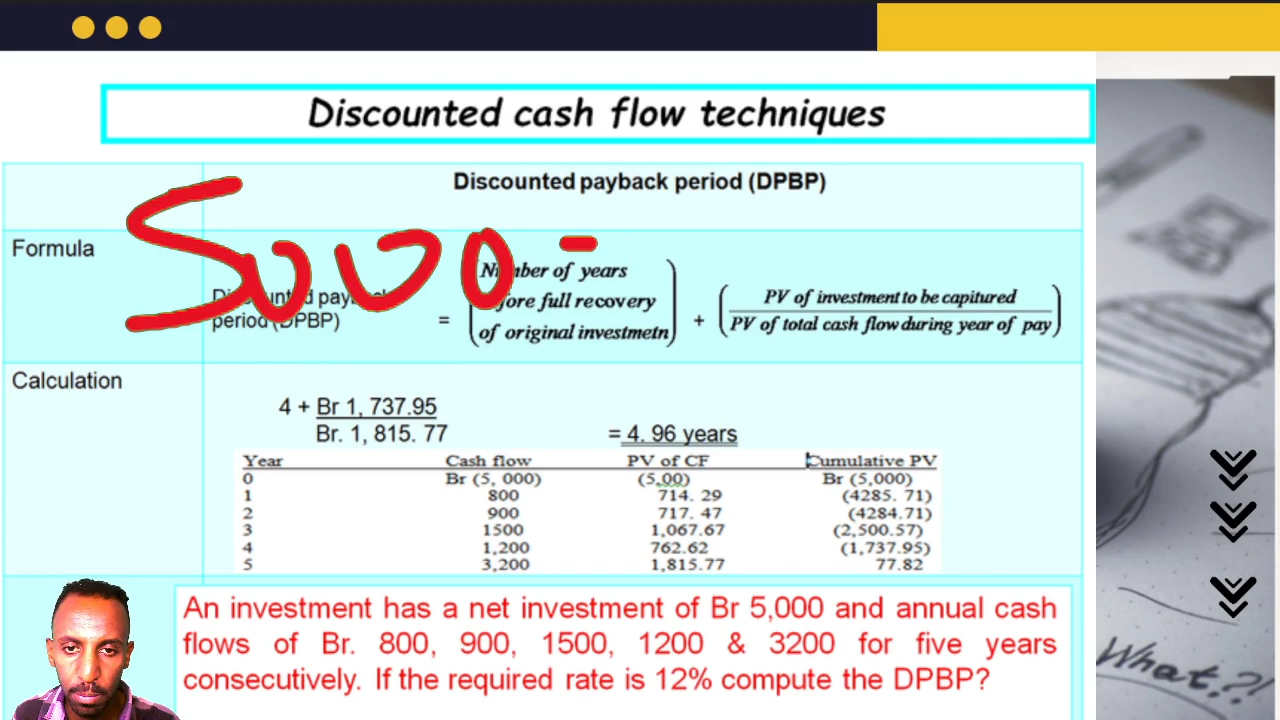 Discounted cash flow techniques
Discounted payback period (DPBP)
Formula
5000 -
Number of years
Discounted payback before full recovery PV of investment to be capitured
period (DPBP) = of original investmetn + PV of total cash flow during year of pay
Calculation
4 + Br 1, 737.95
Br. 1, 815. 77 = 4. 96 years
Year Cash flow PV of CF Cumulative PV
0 Br (5, 000) (5,00) Br (5,000)
1 800 714. 29 (4285. 71)
2 900 717. 47 (4284.71)
3 1500 1,067.67 (2,500.57)
4 1,200 762.62 (1,737.95)
5 3,200 1,815.77 77.82
An investment has a net investment of Br 5,000 and annual cash
flows of Br. 800, 900, 1500, 1200 & 3200 for five years
consecutively. If the required rate is 12% compute the DPBP?
What?!